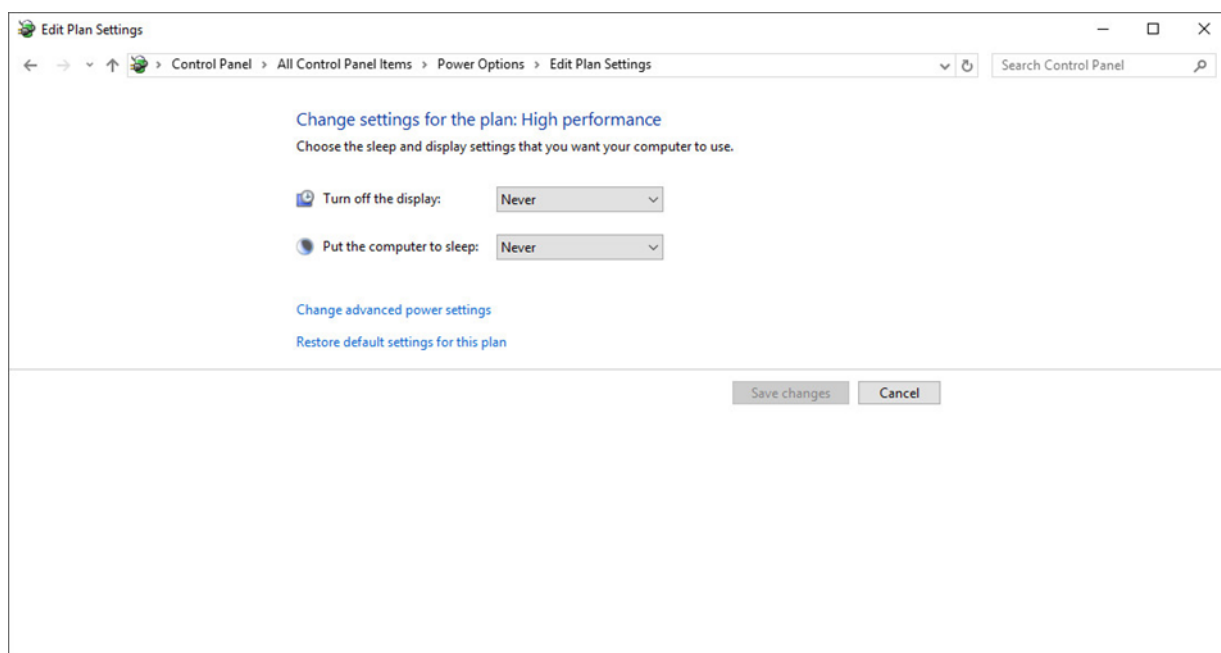 Edit Plan Settings
Control Panel > All Control Panel Items > Power Options > Edit Plan Settings
Search Control Panel
Change settings for the plan: High performance
Choose the sleep and display settings that you want your computer to use.
Turn off the display: Never
Put the computer to sleep: Never
Change advanced power settings
Restore default settings for this plan
Save changes Cancel